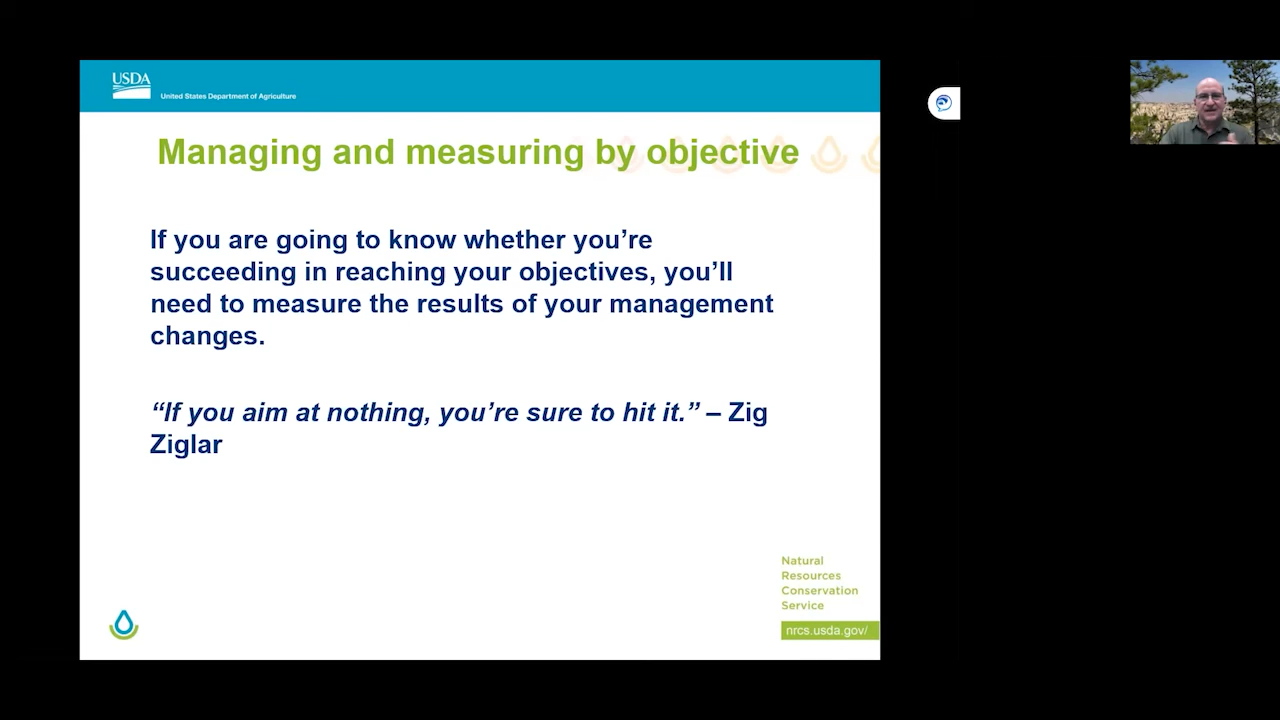 USDA
United States Department of Agriculture
Managing and measuring by objective
If you are going to know whether you’re
succeeding in reaching your objectives, you’ll
need to measure the results of your management
changes.
“If you aim at nothing, you’re sure to hit it.” – Zig
Ziglar
Natural
Resources
Conservation
Service
nrcs.usda.gov/